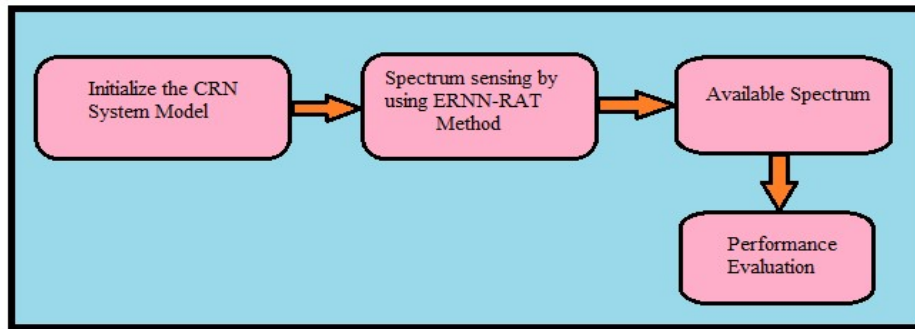 Initialize the CRN
System Model
Spectrum sensing by
using ERNN-RAT
Method
Available Spectrum
Performance
Evaluation